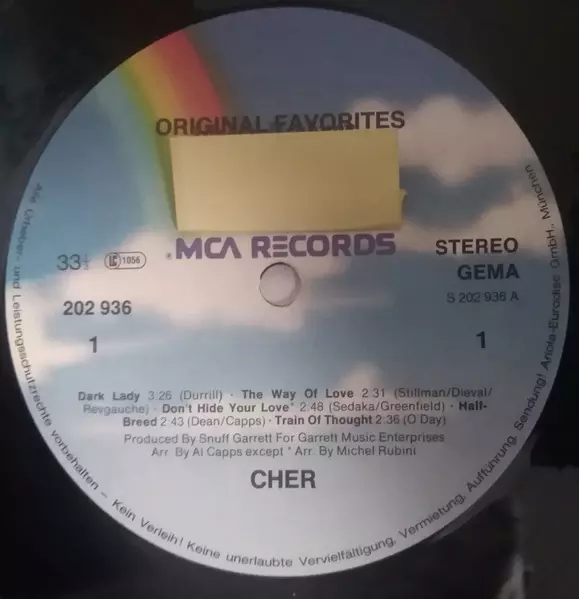 ORIGINAL FAVORITES
MCA RECORDS
33⅓
LC 1056
STEREO
GEMA
202 936
S 202 936 A
1
1
Dark Lady 3:26 (Durrill) · The Way Of Love 2:31 (Stillman/Dieval/
Revgauche) · Don't Hide Your Love* 2:48 (Sedaka/Greenfield) · Half-
Breed 2:43 (Dean/Capps) · Train Of Thought 2:36 (O Day)
Produced By Snuff Garrett For Garrett Music Enterprises
Arr. By Al Capps except * Arr. By Michel Rubini
CHER
Alle Urheber- und Leistungsschutzrechte vorbehalten – Kein Verleih! Keine unerlaubte Vervielfältigung, Vermietung, Aufführung, Sendung! Ariola-Eurodisc GmbH., München